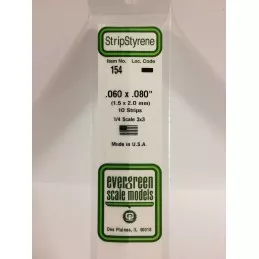 StripStyrene
Item No. Loc. Code
154
.060 x .080"
(1.5 x 2.0 mm)
10 Strips
1/4 Scale 3x3
Made in U.S.A
evergreen
scale models
Des Plaines, IL 60018